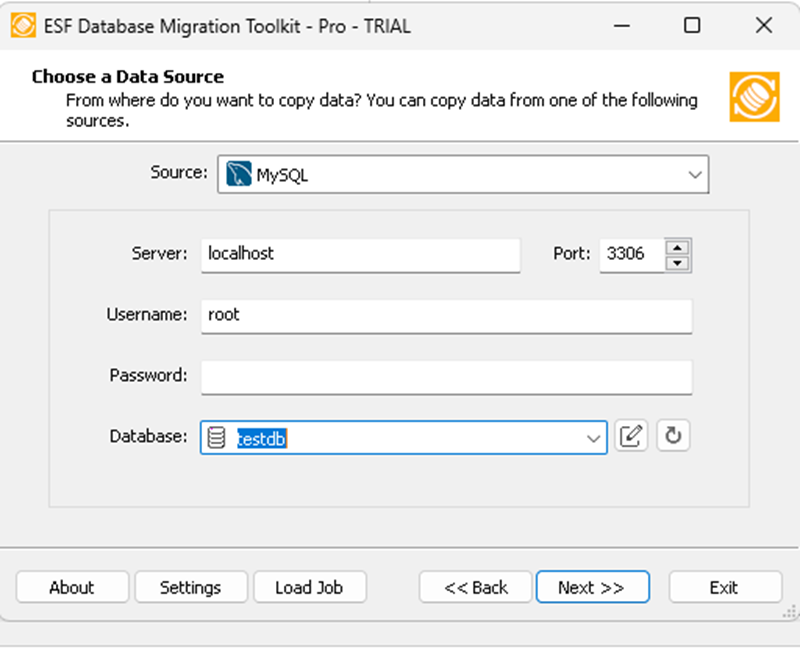 ESF Database Migration Toolkit - Pro - TRIAL
Choose a Data Source
From where do you want to copy data? You can copy data from one of the following
sources.
Source: MySQL
Server: localhost Port: 3306
Username: root
Password:
Database: testdb
About Settings Load Job << Back Next >> Exit